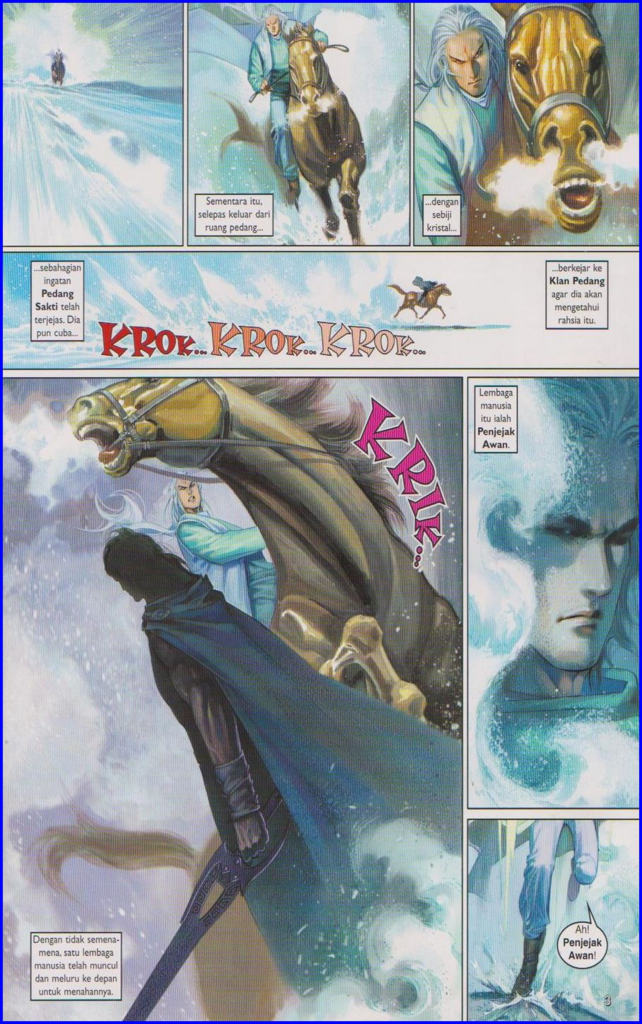 Sementara itu,
selepas keluar dari
ruang pedang...
...dengan
sebiji
kristal...
...sebahagian
ingatan
Pedang
Sakti telah
terjejas. Dia
pun cuba...
KROK... KROK... KROK...
...berkejar ke
Klan Pedang
agar dia akan
mengetahui
rahsia itu.
KRIK...
Dengan tidak semena-
mena, satu lembaga
manusia telah muncul
dan meluru ke depan
untuk menahannya.
Lembaga
manusia
itu ialah
Penjejak
Awan.
Ah!
Penjejak
Awan!
3